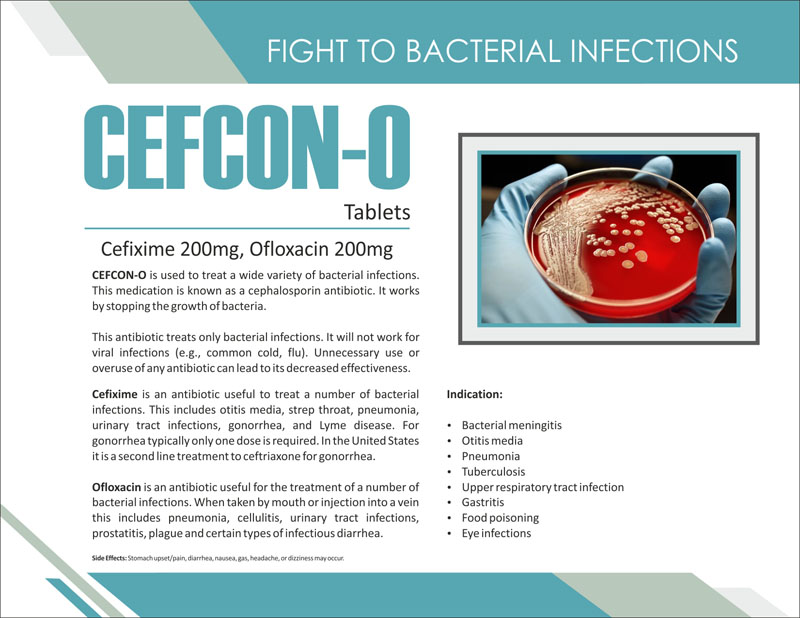 FIGHT TO BACTERIAL INFECTIONS
CEFCON-O
Tablets
Cefixime 200mg, Ofloxacin 200mg
CEFCON-O is used to treat a wide variety of bacterial infections.
This medication is known as a cephalosporin antibiotic. It works
by stopping the growth of bacteria.
This antibiotic treats only bacterial infections. It will not work for
viral infections (e.g., common cold, flu). Unnecessary use or
overuse of any antibiotic can lead to its decreased effectiveness.
Cefixime is an antibiotic useful to treat a number of bacterial
infections. This includes otitis media, strep throat, pneumonia,
urinary tract infections, gonorrhea, and Lyme disease. For
gonorrhea typically only one dose is required. In the United States
it is a second line treatment to ceftriaxone for gonorrhea.
Ofloxacin is an antibiotic useful for the treatment of a number of
bacterial infections. When taken by mouth or injection into a vein
this includes pneumonia, cellulitis, urinary tract infections,
prostatitis, plague and certain types of infectious diarrhea.
Side Effects: Stomach upset/pain, diarrhea, nausea, gas, headache, or dizziness may occur.
Indication:
• Bacterial meningitis
• Otitis media
• Pneumonia
• Tuberculosis
• Upper respiratory tract infection
• Gastritis
• Food poisoning
• Eye infections